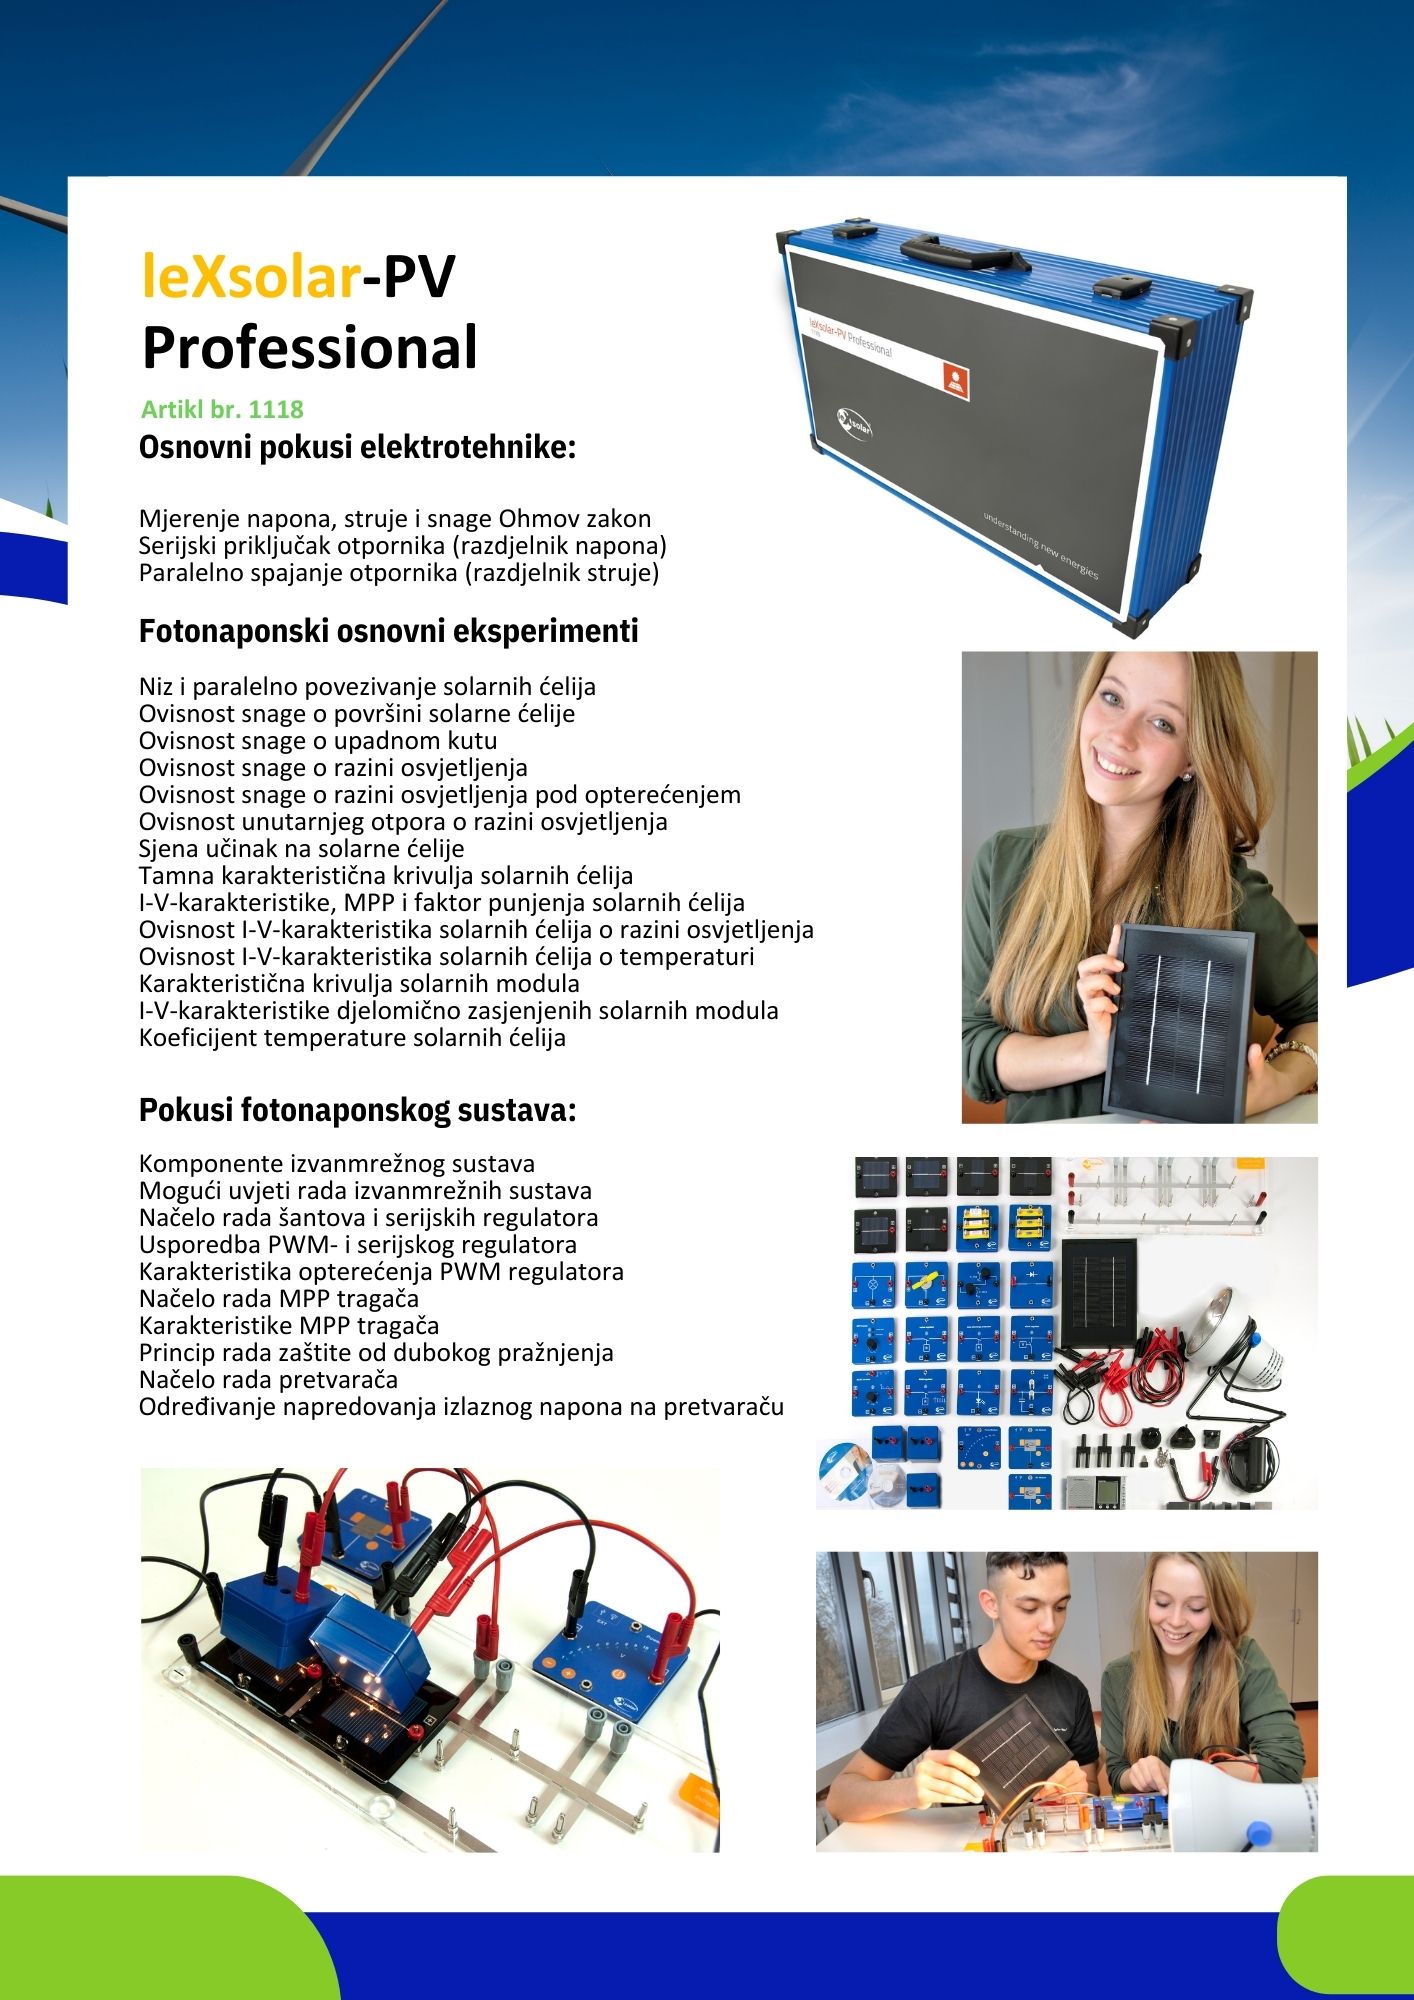 leXsolar-PV
Professional
Artikl br. 1118
Osnovni pokusi elektrotehnike:
Mjerenje napona, struje i snage Ohmov zakon
Serijski priključak otpornika (razdjelnik napona)
Paralelno spajanje otpornika (razdjelnik struje)
Fotonaponski osnovni eksperimenti
Niz i paralelno povezivanje solarnih ćelija
Ovisnost snage o površini solarne ćelije
Ovisnost snage o upadnom kutu
Ovisnost snage o razini osvjetljenja
Ovisnost snage o razini osvjetljenja pod opterećenjem
Ovisnost unutarnjeg otpora o razini osvjetljenja
Sjena učinak na solarne ćelije
Tamna karakteristična krivulja solarnih ćelija
I-V-karakteristike, MPP i faktor punjenja solarnih ćelija
Ovisnost I-V-karakteristika solarnih ćelija o razini osvjetljenja
Ovisnost I-V-karakteristika solarnih ćelija o temperaturi
Karakteristična krivulja solarnih modula
I-V-karakteristike djelomično zasjenjenih solarnih modula
Koeficijent temperature solarnih ćelija
Pokusi fotonaponskog sustava:
Komponente izvanmrežnog sustava
Mogući uvjeti rada izvanmrežnih sustava
Načelo rada šantova i serijskih regulatora
Usporedba PWM- i serijskog regulatora
Karakteristika opterećenja PWM regulatora
Načelo rada MPP tragača
Karakteristike MPP tragača
Princip rada zaštite od dubokog pražnjenja
Načelo rada pretvarača
Određivanje napredovanja izlaznog napona na pretvaraču
leXsolar-PV Professional
1118
leXsolar
understanding new energies
EXT
V